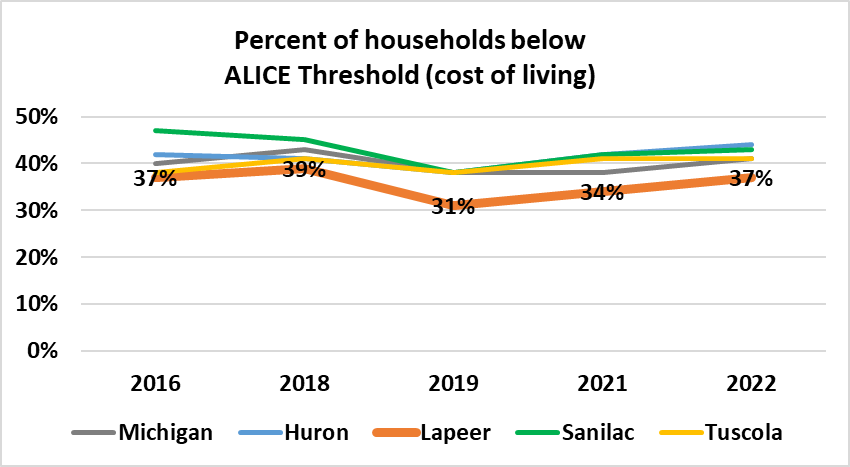 Percent of households below
ALICE Threshold (cost of living)
50%
40%
30%
20%
10%
0%
37%
39%
31%
34%
37%
2016 2018 2019 2021 2022
Michigan Huron Lapeer Sanilac Tuscola